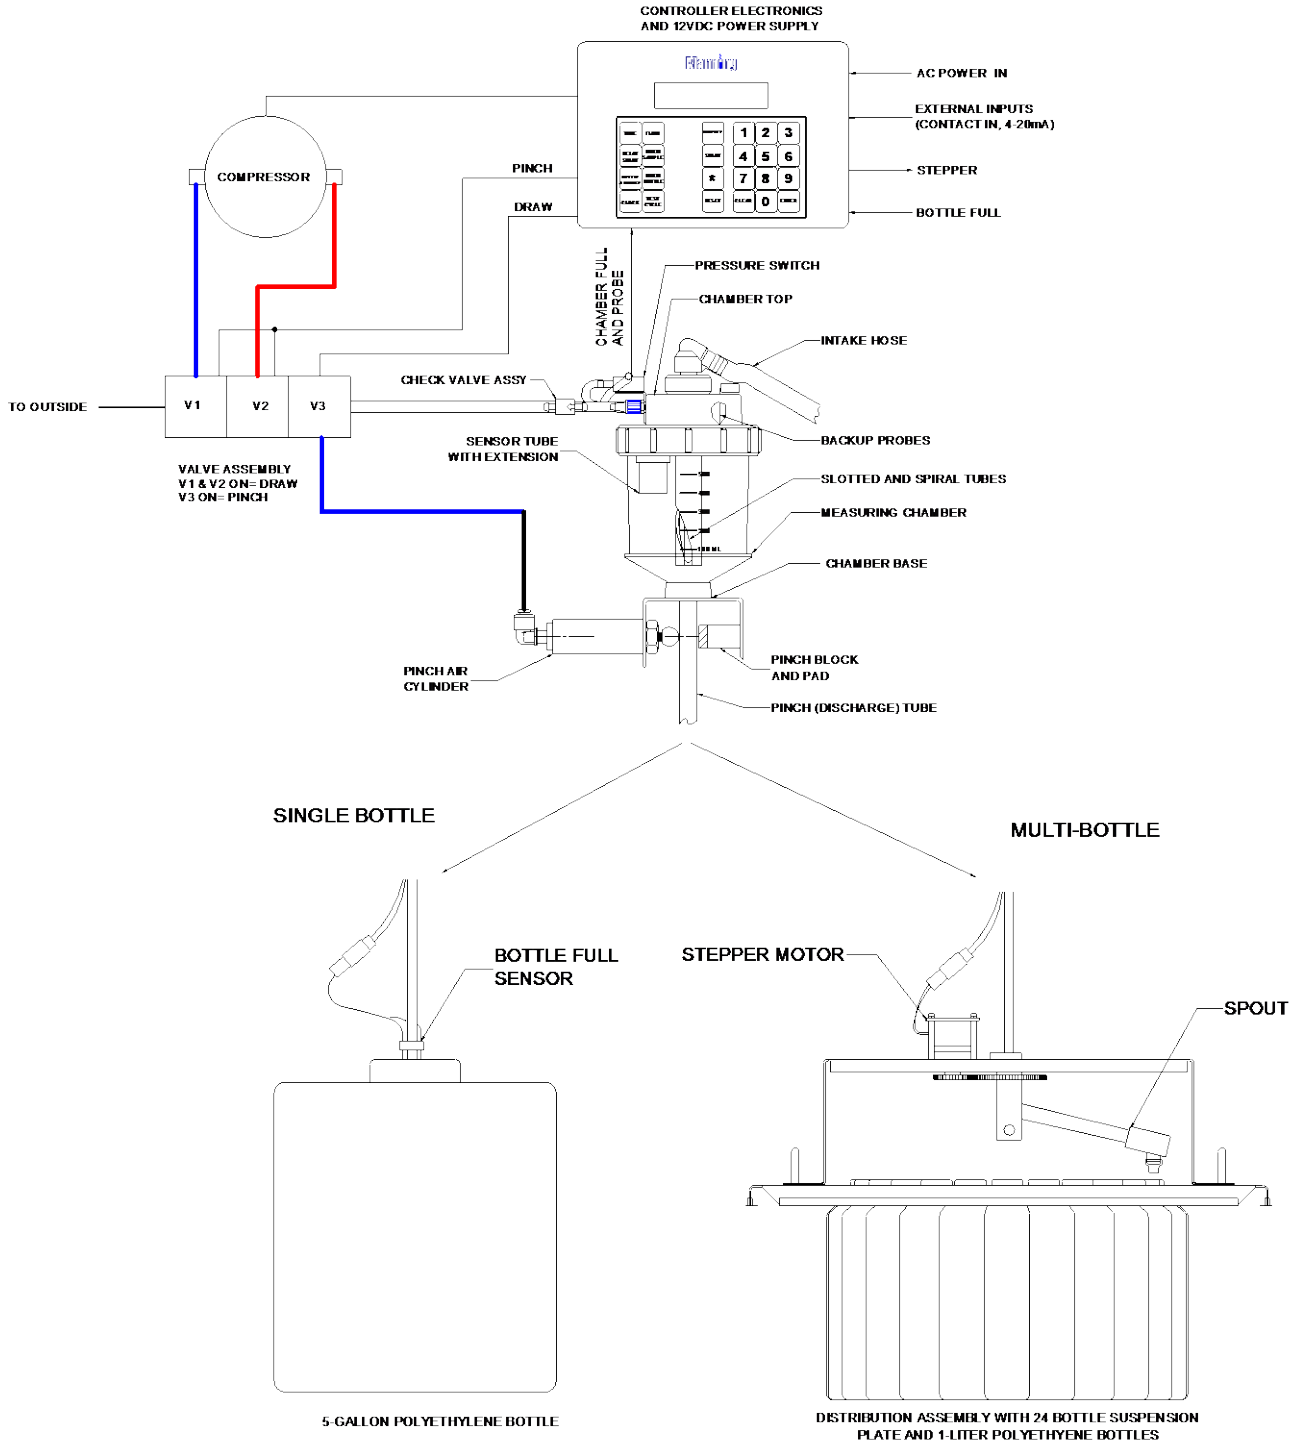 CONTROLLER ELECTRONICS
AND 12VDC POWER SUPPLY
Manning
AC POWER IN
EXTERNAL INPUTS
(CONTACT IN, 4-20mA)
STEPPER
BOTTLE FULL
1 2 3
4 5 6
* 7 8 9
CLEAR 0 ENTER
COMPRESSOR
PINCH
DRAW
CHAMBER FULL
AND PROBE
PRESSURE SWITCH
CHAMBER TOP
INTAKE HOSE
CHECK VALVE ASSY
TO OUTSIDE
V1 V2 V3
BACKUP PROBES
SENSOR TUBE
WITH EXTENSION
VALVE ASSEMBLY
V1 & V2 ON= DRAW
V3 ON= PINCH
SLOTTED AND SPIRAL TUBES
MEASURING CHAMBER
CHAMBER BASE
PINCH AIR
CYLINDER
PINCH BLOCK
AND PAD
PINCH (DISCHARGE) TUBE
SINGLE BOTTLE
MULTI-BOTTLE
BOTTLE FULL
SENSOR
STEPPER MOTOR
SPOUT
5-GALLON POLYETHYLENE BOTTLE
DISTRIBUTION ASSEMBLY WITH 24 BOTTLE SUSPENSION
PLATE AND 1-LITER POLYETHYENE BOTTLES